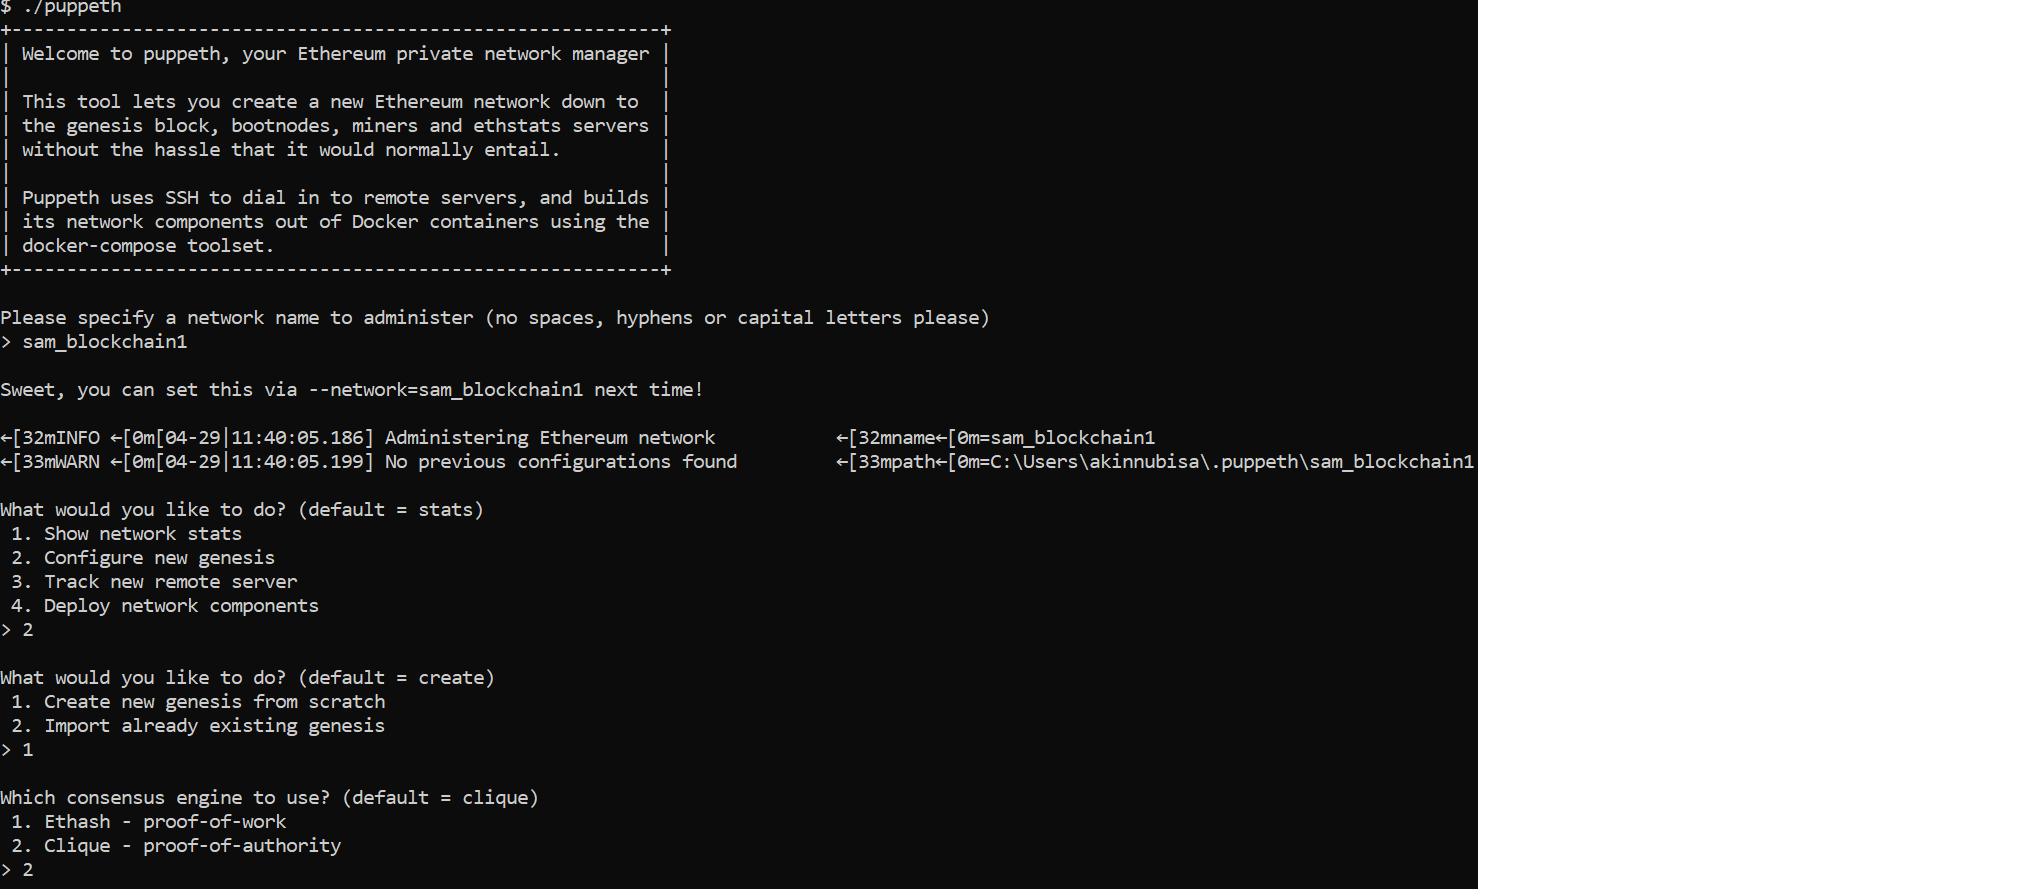 $ ./puppeth
+-----------------------------------------------------------+
| Welcome to puppeth, your Ethereum private network manager |
|                                                           |
| This tool lets you create a new Ethereum network down to  |
| the genesis block, bootnodes, miners and ethstats servers |
| without the hassle that it would normally entail.         |
|                                                           |
| Puppeth uses SSH to dial in to remote servers, and builds |
| its network components out of Docker containers using the |
| docker-compose toolset.                                   |
+-----------------------------------------------------------+
Please specify a network name to administer (no spaces, hyphens or capital letters please)
> sam_blockchain1
Sweet, you can set this via --network=sam_blockchain1 next time!
←[32mINFO ←[0m[04-29|11:40:05.186] Administering Ethereum network           ←[32mname←[0m=sam_blockchain1
←[33mWARN ←[0m[04-29|11:40:05.199] No previous configurations found         ←[33mpath←[0m=C:\Users\akinnubisa\.puppeth\sam_blockchain1
What would you like to do? (default = stats)
 1. Show network stats
 2. Configure new genesis
 3. Track new remote server
 4. Deploy network components
> 2
What would you like to do? (default = create)
 1. Create new genesis from scratch
 2. Import already existing genesis
> 1
Which consensus engine to use? (default = clique)
 1. Ethash - proof-of-work
 2. Clique - proof-of-authority
> 2